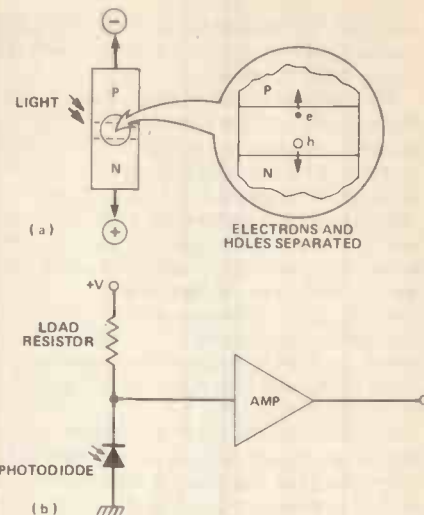 −
P
LIGHT
N
+
(a)
P
e
h
N
ELECTRONS AND
HOLES SEPARATED
+V
LOAD
RESISTOR
AMP
PHOTODIODE
(b)